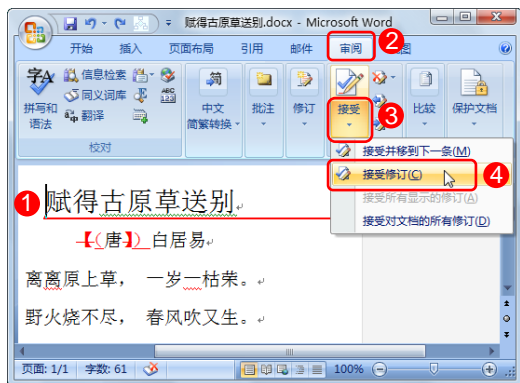 赋得古原草送别.docx - Microsoft Word
开始 插入 页面布局 引用 邮件 审阅 2 图
信息检索
同义词库
翻译
拼写和
语法
ABC
123
简
中文
简繁转换
批注
修订
接受
3
比较
保护文档
校对
接受并移到下一条(M)
接受修订(C)
4
接受所有显示的修订(A)
接受对文档的所有修订(D)
1 赋得古原草送别
【(唐】) 白居易
离离原上草， 一岁一枯荣。
野火烧不尽， 春风吹又生。
页面: 1/1 字数: 61 100%